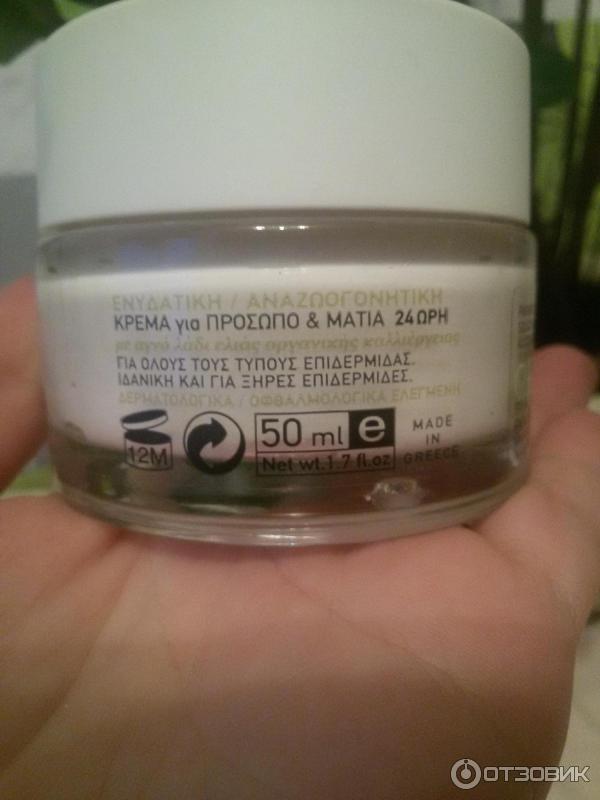 ΕΝΥΔΑΤΙΚΗ / ΑΝΑΖΩΟΓΟΝΗΤΙΚΗ
ΚΡΕΜΑ για ΠΡΟΣΩΠΟ & ΜΑΤΙΑ 24ΩΡΗ
με αγνό λάδι ελιάς οργανικής καλλιέργειας
ΓΙΑ ΟΛΟΥΣ ΤΟΥΣ ΤΥΠΟΥΣ ΕΠΙΔΕΡΜΙΔΑΣ.
ΙΔΑΝΙΚΗ ΚΑΙ ΓΙΑ ΞΗΡΕΣ ΕΠΙΔΕΡΜΙΔΕΣ.
ΔΕΡΜΑΤΟΛΟΓΙΚΑ / ΟΦΘΑΛΜΟΛΟΓΙΚΑ ΕΛΕΓΜΕΝΗ
12M
50 ml e
Net wt.1.7 fl.oz
MADE
IN
GREECE
ОТЗОВИК